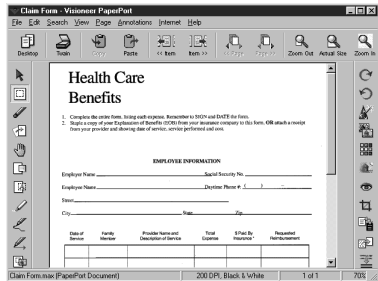 Claim Form - Visioneer PaperPort
File Edit Search View Page Annotations Internet Help
Desktop Twain Copy Paste << Item Item >> << Page Page >> Zoom Out Actual Size Zoom In
Health Care
Benefits
1. Complete the entire form, listing each expense. Remember to SIGN and DATE the form.
2. Staple a copy of your Explanation of Benefits (EOB) from your insurance company to this form, OR attach a receipt
from your provider and showing date of service, service performed and cost.
EMPLOYEE INFORMATION
Employee Name Social Security No.
Employee Name Daytime Phone #: ( ) -
Street
City State Zip
Date of Service Family Member Provider Name and Description of Service Total Expense $ Paid By Insurance * Requested Reimbursement
Claim Form.max (PaperPort Document) 200 DPI, Black & White 1 of 1 70%